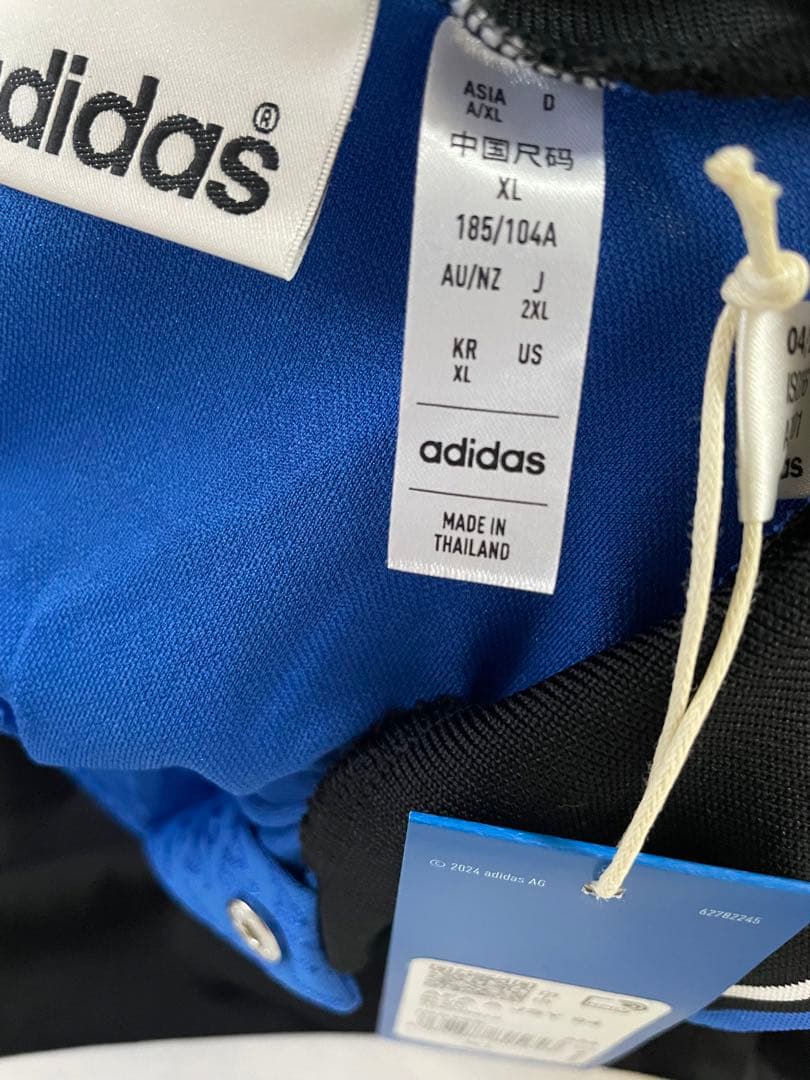 adidas®
ASIA D
A/XL
中国尺码
XL
185/104A
AU/NZ J
2XL
KR US
XL
adidas
MADE IN
THAILAND
04
© 2024 adidas AG
62782245